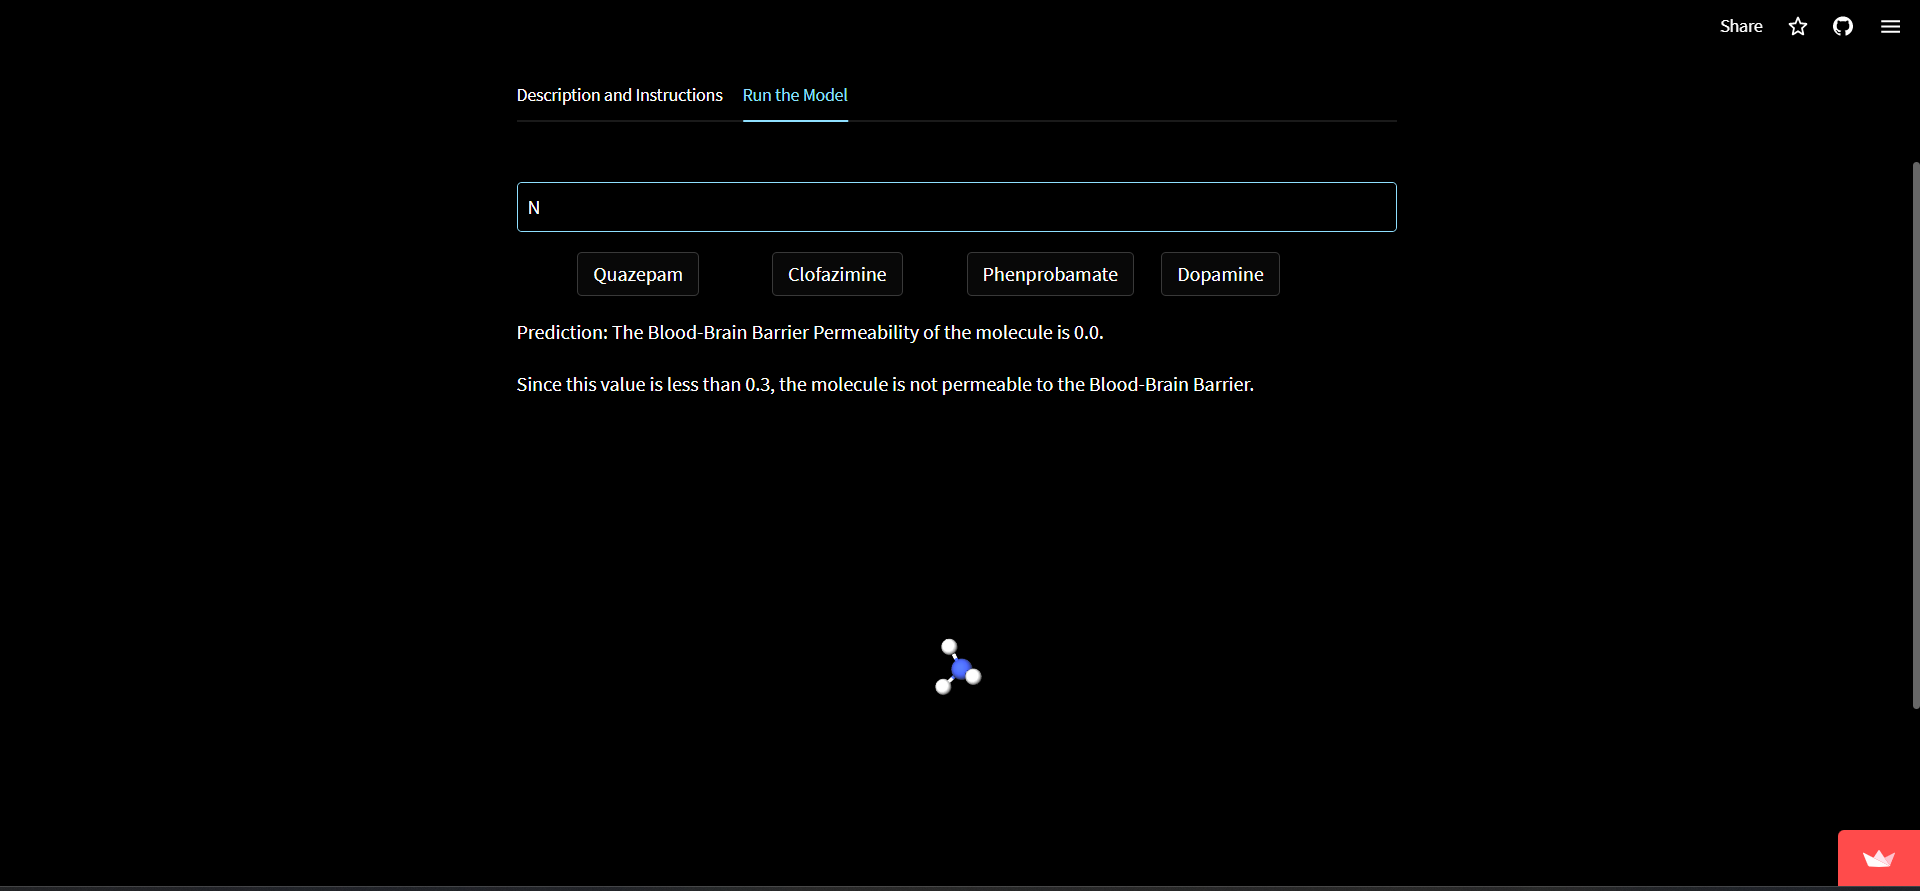 Share
Description and Instructions Run the Model
N
Quazepam Clofazimine Phenprobamate Dopamine
Prediction: The Blood-Brain Barrier Permeability of the molecule is 0.0.
Since this value is less than 0.3, the molecule is not permeable to the Blood-Brain Barrier.